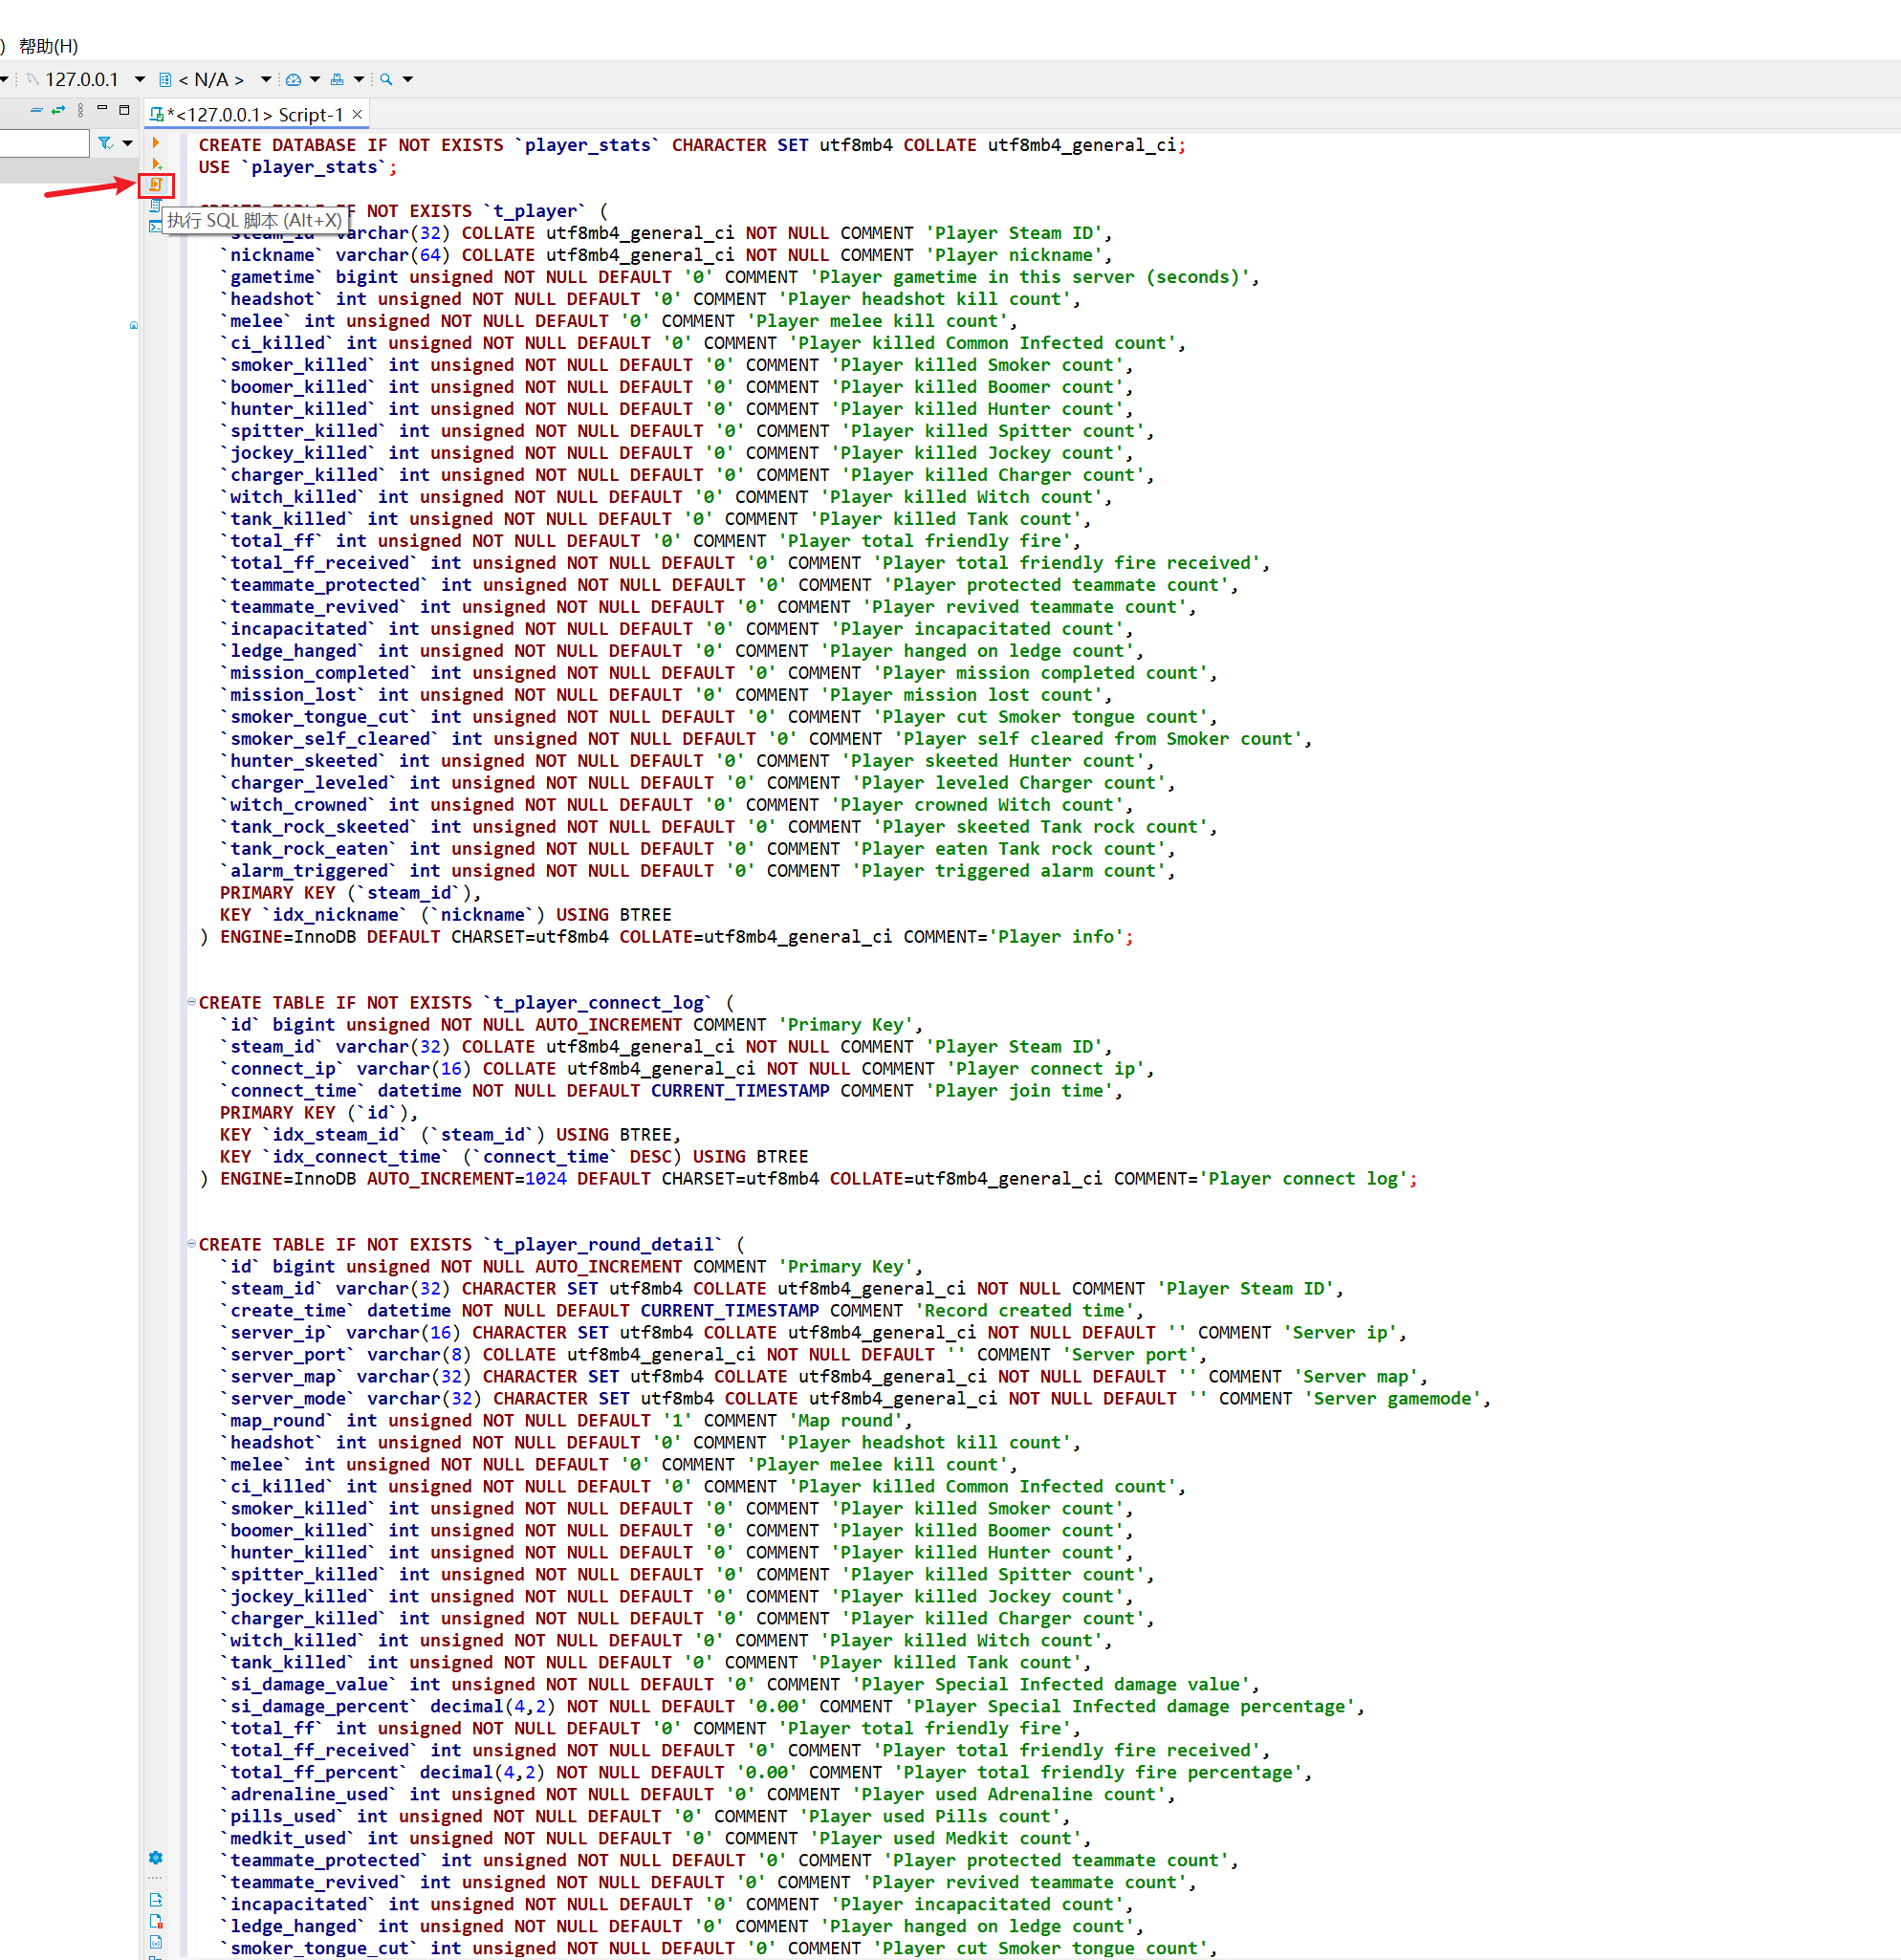 ) 帮助(H)
127.0.0.1 < N/A >
*<127.0.0.1> Script-1
CREATE DATABASE IF NOT EXISTS `player_stats` CHARACTER SET utf8mb4 COLLATE utf8mb4_general_ci;
USE `player_stats`;
IF NOT EXISTS `t_player` (
执行 SQL 脚本 (Alt+X)
varchar(32) COLLATE utf8mb4_general_ci NOT NULL COMMENT 'Player Steam ID',
`nickname` varchar(64) COLLATE utf8mb4_general_ci NOT NULL COMMENT 'Player nickname',
`gametime` bigint unsigned NOT NULL DEFAULT '0' COMMENT 'Player gametime in this server (seconds)',
`headshot` int unsigned NOT NULL DEFAULT '0' COMMENT 'Player headshot kill count',
`melee` int unsigned NOT NULL DEFAULT '0' COMMENT 'Player melee kill count',
`ci_killed` int unsigned NOT NULL DEFAULT '0' COMMENT 'Player killed Common Infected count',
`smoker_killed` int unsigned NOT NULL DEFAULT '0' COMMENT 'Player killed Smoker count',
`boomer_killed` int unsigned NOT NULL DEFAULT '0' COMMENT 'Player killed Boomer count',
`hunter_killed` int unsigned NOT NULL DEFAULT '0' COMMENT 'Player killed Hunter count',
`spitter_killed` int unsigned NOT NULL DEFAULT '0' COMMENT 'Player killed Spitter count',
`jockey_killed` int unsigned NOT NULL DEFAULT '0' COMMENT 'Player killed Jockey count',
`charger_killed` int unsigned NOT NULL DEFAULT '0' COMMENT 'Player killed Charger count',
`witch_killed` int unsigned NOT NULL DEFAULT '0' COMMENT 'Player killed Witch count',
`tank_killed` int unsigned NOT NULL DEFAULT '0' COMMENT 'Player killed Tank count',
`total_ff` int unsigned NOT NULL DEFAULT '0' COMMENT 'Player total friendly fire',
`total_ff_received` int unsigned NOT NULL DEFAULT '0' COMMENT 'Player total friendly fire received',
`teammate_protected` int unsigned NOT NULL DEFAULT '0' COMMENT 'Player protected teammate count',
`teammate_revived` int unsigned NOT NULL DEFAULT '0' COMMENT 'Player revived teammate count',
`incapacitated` int unsigned NOT NULL DEFAULT '0' COMMENT 'Player incapacitated count',
`ledge_hanged` int unsigned NOT NULL DEFAULT '0' COMMENT 'Player hanged on ledge count',
`mission_completed` int unsigned NOT NULL DEFAULT '0' COMMENT 'Player mission completed count',
`mission_lost` int unsigned NOT NULL DEFAULT '0' COMMENT 'Player mission lost count',
`smoker_tongue_cut` int unsigned NOT NULL DEFAULT '0' COMMENT 'Player cut Smoker tongue count',
`smoker_self_cleared` int unsigned NOT NULL DEFAULT '0' COMMENT 'Player self cleared from Smoker count',
`hunter_skeeted` int unsigned NOT NULL DEFAULT '0' COMMENT 'Player skeeted Hunter count',
`charger_leveled` int unsigned NOT NULL DEFAULT '0' COMMENT 'Player leveled Charger count',
`witch_crowned` int unsigned NOT NULL DEFAULT '0' COMMENT 'Player crowned Witch count',
`tank_rock_skeeted` int unsigned NOT NULL DEFAULT '0' COMMENT 'Player skeeted Tank rock count',
`tank_rock_eaten` int unsigned NOT NULL DEFAULT '0' COMMENT 'Player eaten Tank rock count',
`alarm_triggered` int unsigned NOT NULL DEFAULT '0' COMMENT 'Player triggered alarm count',
PRIMARY KEY (`steam_id`),
KEY `idx_nickname` (`nickname`) USING BTREE
) ENGINE=InnoDB DEFAULT CHARSET=utf8mb4 COLLATE=utf8mb4_general_ci COMMENT='Player info';
CREATE TABLE IF NOT EXISTS `t_player_connect_log` (
`id` bigint unsigned NOT NULL AUTO_INCREMENT COMMENT 'Primary Key',
`steam_id` varchar(32) COLLATE utf8mb4_general_ci NOT NULL COMMENT 'Player Steam ID',
`connect_ip` varchar(16) COLLATE utf8mb4_general_ci NOT NULL COMMENT 'Player connect ip',
`connect_time` datetime NOT NULL DEFAULT CURRENT_TIMESTAMP COMMENT 'Player join time',
PRIMARY KEY (`id`),
KEY `idx_steam_id` (`steam_id`) USING BTREE,
KEY `idx_connect_time` (`connect_time` DESC) USING BTREE
) ENGINE=InnoDB AUTO_INCREMENT=1024 DEFAULT CHARSET=utf8mb4 COLLATE=utf8mb4_general_ci COMMENT='Player connect log';
CREATE TABLE IF NOT EXISTS `t_player_round_detail` (
`id` bigint unsigned NOT NULL AUTO_INCREMENT COMMENT 'Primary Key',
`steam_id` varchar(32) CHARACTER SET utf8mb4 COLLATE utf8mb4_general_ci NOT NULL COMMENT 'Player Steam ID',
`create_time` datetime NOT NULL DEFAULT CURRENT_TIMESTAMP COMMENT 'Record created time',
`server_ip` varchar(16) CHARACTER SET utf8mb4 COLLATE utf8mb4_general_ci NOT NULL DEFAULT '' COMMENT 'Server ip',
`server_port` varchar(8) COLLATE utf8mb4_general_ci NOT NULL DEFAULT '' COMMENT 'Server port',
`server_map` varchar(32) CHARACTER SET utf8mb4 COLLATE utf8mb4_general_ci NOT NULL DEFAULT '' COMMENT 'Server map',
`server_mode` varchar(32) CHARACTER SET utf8mb4 COLLATE utf8mb4_general_ci NOT NULL DEFAULT '' COMMENT 'Server gamemode',
`map_round` int unsigned NOT NULL DEFAULT '1' COMMENT 'Map round',
`headshot` int unsigned NOT NULL DEFAULT '0' COMMENT 'Player headshot kill count',
`melee` int unsigned NOT NULL DEFAULT '0' COMMENT 'Player melee kill count',
`ci_killed` int unsigned NOT NULL DEFAULT '0' COMMENT 'Player killed Common Infected count',
`smoker_killed` int unsigned NOT NULL DEFAULT '0' COMMENT 'Player killed Smoker count',
`boomer_killed` int unsigned NOT NULL DEFAULT '0' COMMENT 'Player killed Boomer count',
`hunter_killed` int unsigned NOT NULL DEFAULT '0' COMMENT 'Player killed Hunter count',
`spitter_killed` int unsigned NOT NULL DEFAULT '0' COMMENT 'Player killed Spitter count',
`jockey_killed` int unsigned NOT NULL DEFAULT '0' COMMENT 'Player killed Jockey count',
`charger_killed` int unsigned NOT NULL DEFAULT '0' COMMENT 'Player killed Charger count',
`witch_killed` int unsigned NOT NULL DEFAULT '0' COMMENT 'Player killed Witch count',
`tank_killed` int unsigned NOT NULL DEFAULT '0' COMMENT 'Player killed Tank count',
`si_damage_value` int unsigned NOT NULL DEFAULT '0' COMMENT 'Player Special Infected damage value',
`si_damage_percent` decimal(4,2) NOT NULL DEFAULT '0.00' COMMENT 'Player Special Infected damage percentage',
`total_ff` int unsigned NOT NULL DEFAULT '0' COMMENT 'Player total friendly fire',
`total_ff_received` int unsigned NOT NULL DEFAULT '0' COMMENT 'Player total friendly fire received',
`total_ff_percent` decimal(4,2) NOT NULL DEFAULT '0.00' COMMENT 'Player total friendly fire percentage',
`adrenaline_used` int unsigned NOT NULL DEFAULT '0' COMMENT 'Player used Adrenaline count',
`pills_used` int unsigned NOT NULL DEFAULT '0' COMMENT 'Player used Pills count',
`medkit_used` int unsigned NOT NULL DEFAULT '0' COMMENT 'Player used Medkit count',
`teammate_protected` int unsigned NOT NULL DEFAULT '0' COMMENT 'Player protected teammate count',
`teammate_revived` int unsigned NOT NULL DEFAULT '0' COMMENT 'Player revived teammate count',
`incapacitated` int unsigned NOT NULL DEFAULT '0' COMMENT 'Player incapacitated count',
`ledge_hanged` int unsigned NOT NULL DEFAULT '0' COMMENT 'Player hanged on ledge count',
`smoker_tongue_cut` int unsigned NOT NULL DEFAULT '0' COMMENT 'Player cut Smoker tongue count',